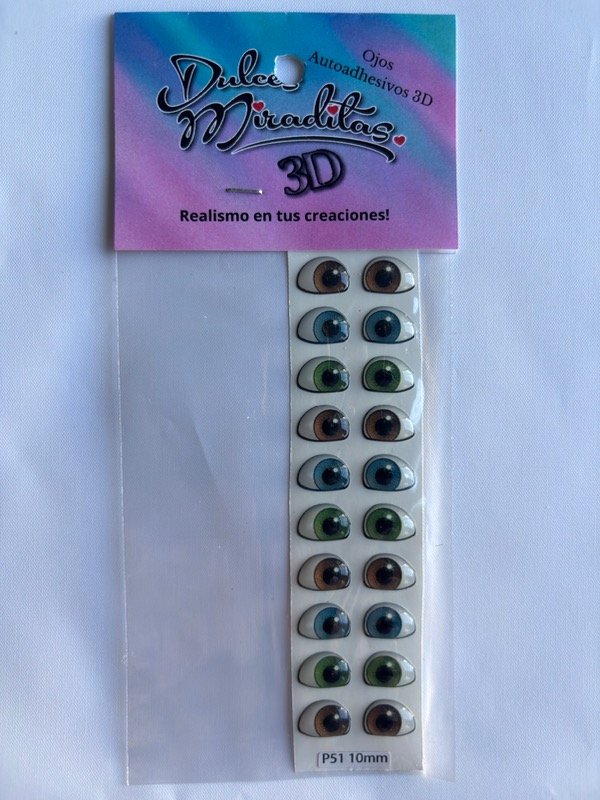 Ojos
Autoadhesivos 3D
Dulces
Miraditas
3D
Realismo en tus creaciones!
P51 10mm